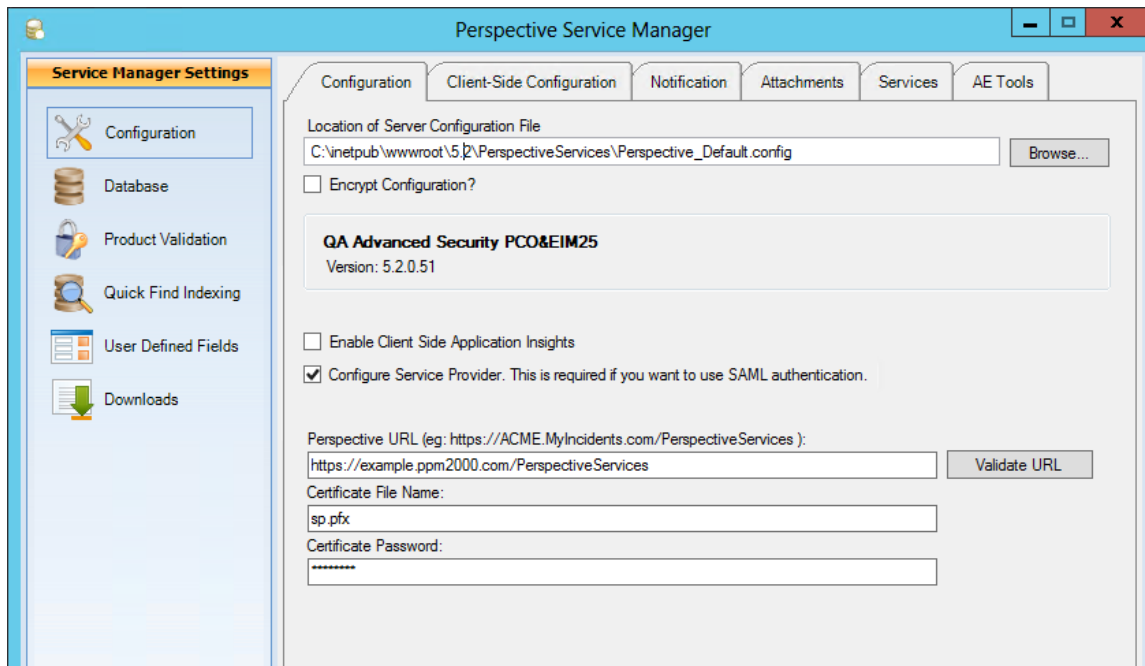 Perspective Service Manager
Service Manager Settings
Configuration
Database
Product Validation
Quick Find Indexing
User Defined Fields
Downloads
Configuration Client-Side Configuration Notification Attachments Services AE Tools
Location of Server Configuration File
C:\inetpub\wwwroot\5.2\PerspectiveServices\Perspective_Default.config Browse...
Encrypt Configuration?
QA Advanced Security PCO&EIM25
Version: 5.2.0.51
Enable Client Side Application Insights
Configure Service Provider. This is required if you want to use SAML authentication.
Perspective URL (eg: https://ACME.MyIncidents.com/PerspectiveServices ):
https://example.ppm2000.com/PerspectiveServices Validate URL
Certificate File Name:
sp.pfx
Certificate Password:
********